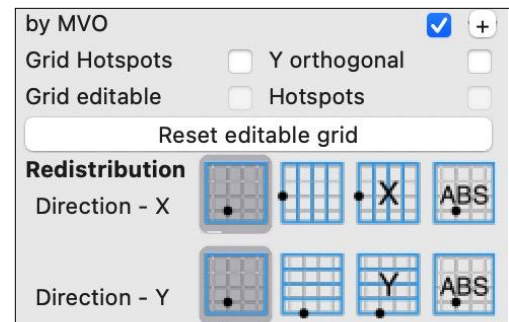 by MVO +
Grid Hotspots Y orthogonal
Grid editable Hotspots
Reset editable grid
Redistribution
Direction - X X ABS
Direction - Y Y ABS